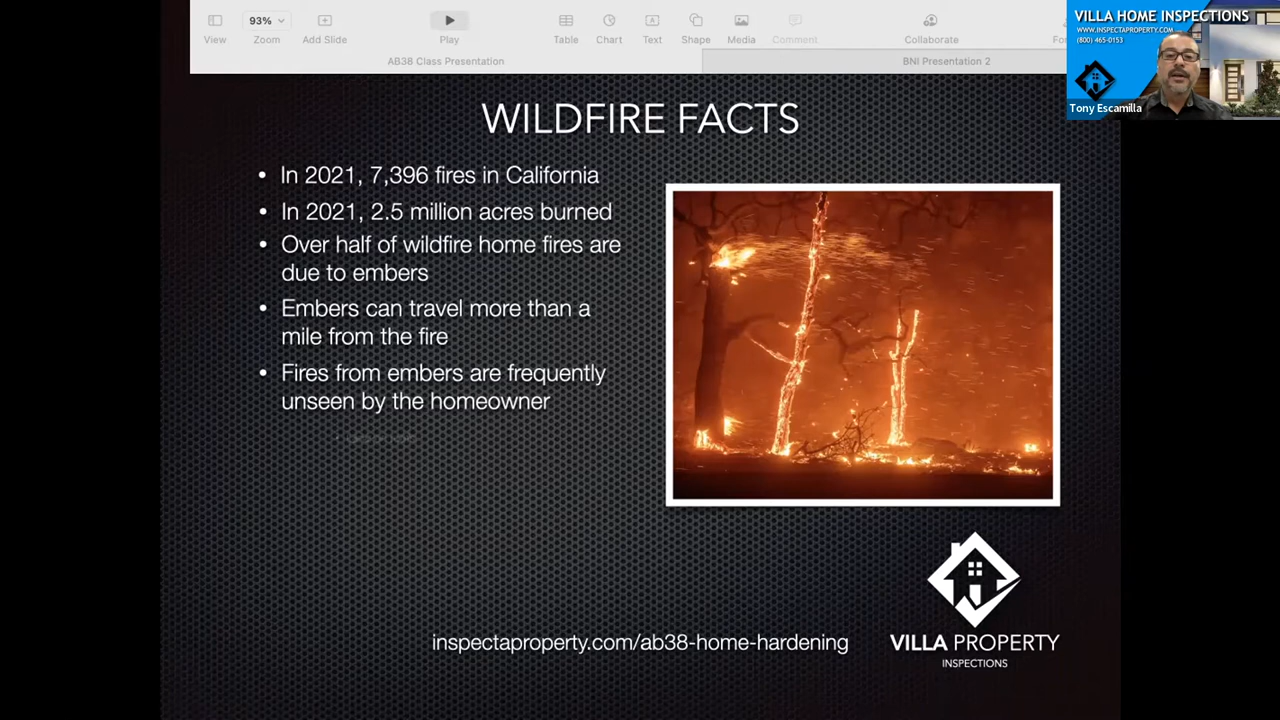 View
93%
Zoom
Add Slide
Play
Table
Chart
Text
Shape
Media
Comment
Collaborate
AB38 Class Presentation
BNI Presentation 2
VILLA HOME INSPECTIONS
WWW.INSPECTAPROPERTY.COM
(800) 465-0153
Tony Escamilla
WILDFIRE FACTS
• In 2021, 7,396 fires in California
• In 2021, 2.5 million acres burned
• Over half of wildfire home fires are
due to embers
• Embers can travel more than a
mile from the fire
• Fires from embers are frequently
unseen by the homeowner
inspectaproperty.com/ab38-home-hardening
VILLA PROPERTY
INSPECTIONS